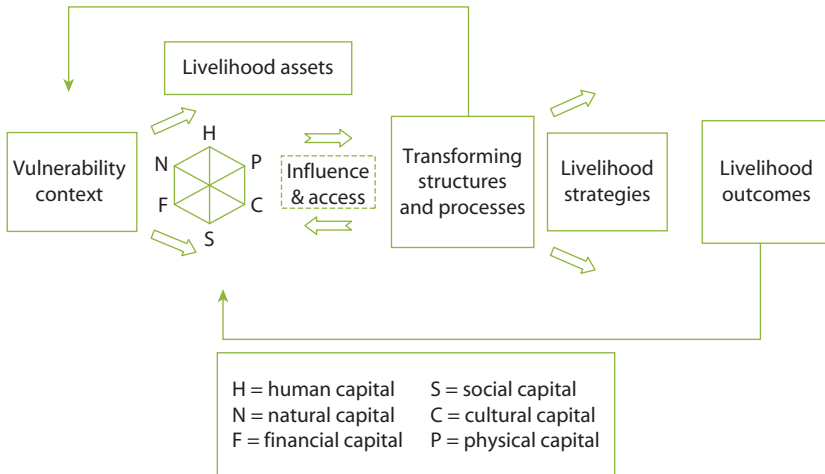 Livelihood assets
Vulnerability
context
H
N
P
F
C
S
Influence
& access
Transforming
structures
and processes
Livelihood
strategies
Livelihood
outcomes
H = human capital
N = natural capital
F = financial capital
S = social capital
C = cultural capital
P = physical capital